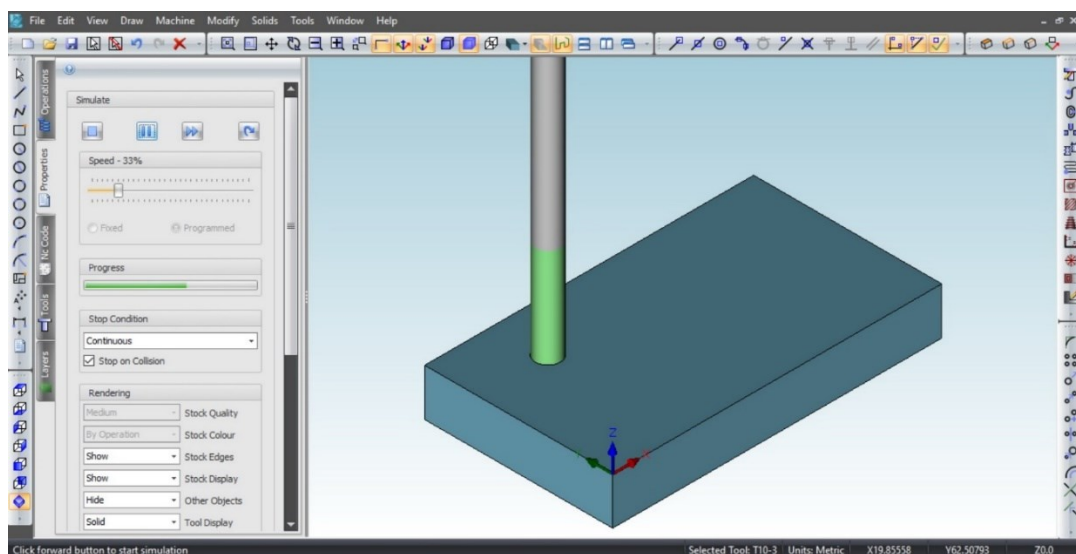 File Edit View Draw Machine Modify Solids Tools Window Help
Operations
Properties
Nc Code
Tools
Layers
Simulate
Speed - 33%
Fixed Programmed
Progress
Stop Condition
Continuous
Stop on Collision
Rendering
Medium Stock Quality
By Operation Stock Colour
Show Stock Edges
Show Stock Display
Hide Other Objects
Solid Tool Display
Z
Click forward button to start simulation Selected Tool: T10-3 Units: Metric X19.85558 Y62.50793 Z0.0